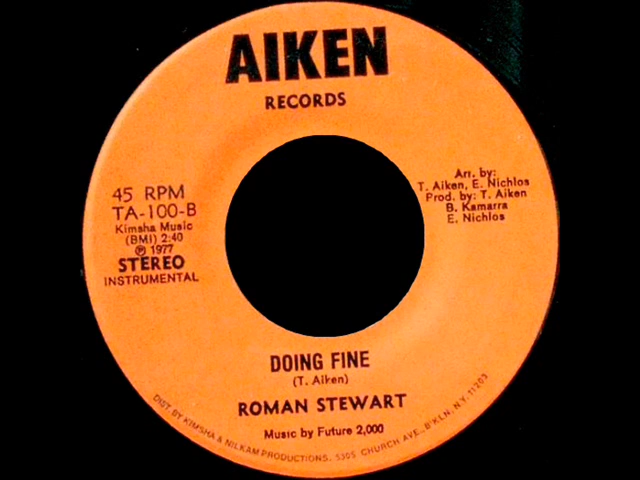 AIKEN
RECORDS
45 RPM
TA-100-B
Kimsha Music
(BMI) 2:40
℗ 1977
STEREO
INSTRUMENTAL
Arr. by:
T. Aiken, E. Nichlos
Prod. by: T. Aiken
B. Kamarra
E. Nichlos
DOING FINE
(T. Aiken)
ROMAN STEWART
Music by Future 2,000
DIST. BY KIMSHA & NILKAM PRODUCTIONS, 5305 CHURCH AVE., B'KLN, N.Y. 11203